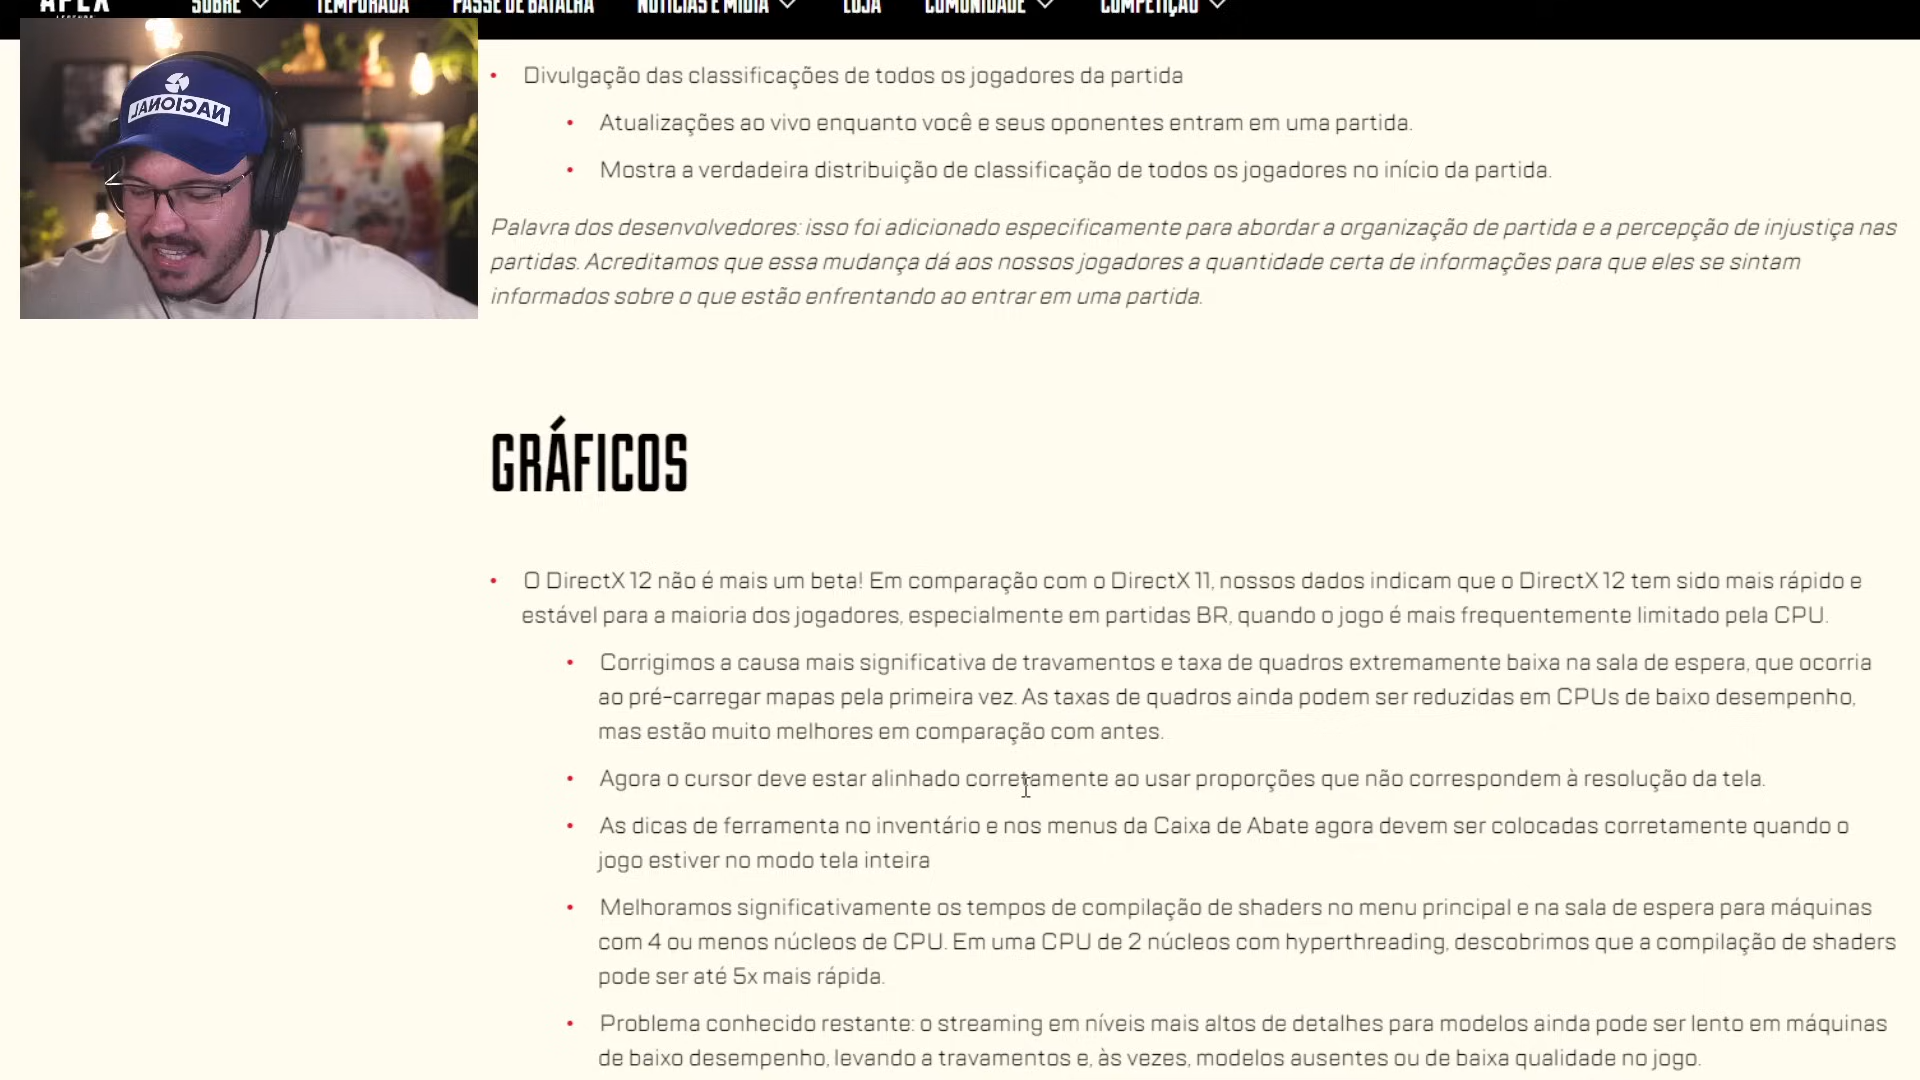 APEX
SOBRE TEMPORADA PASSE DE BATALHA NOTÍCIAS E MÍDIA LOJA COMUNIDADE COMPETIÇÃO
NACIONAL
• Divulgação das classificações de todos os jogadores da partida
• Atualizações ao vivo enquanto você e seus oponentes entram em uma partida.
• Mostra a verdadeira distribuição de classificação de todos os jogadores no início da partida.
Palavra dos desenvolvedores: isso foi adicionado especificamente para abordar a organização de partida e a percepção de injustiça nas
partidas. Acreditamos que essa mudança dá aos nossos jogadores a quantidade certa de informações para que eles se sintam
informados sobre o que estão enfrentando ao entrar em uma partida.
GRÁFICOS
• O DirectX 12 não é mais um beta! Em comparação com o DirectX 11, nossos dados indicam que o DirectX 12 tem sido mais rápido e
estável para a maioria dos jogadores, especialmente em partidas BR, quando o jogo é mais frequentemente limitado pela CPU.
• Corrigimos a causa mais significativa de travamentos e taxa de quadros extremamente baixa na sala de espera, que ocorria
ao pré-carregar mapas pela primeira vez. As taxas de quadros ainda podem ser reduzidas em CPUs de baixo desempenho,
mas estão muito melhores em comparação com antes.
• Agora o cursor deve estar alinhado corretamente ao usar proporções que não correspondem à resolução da tela.
• As dicas de ferramenta no inventário e nos menus da Caixa de Abate agora devem ser colocadas corretamente quando o
jogo estiver no modo tela inteira
• Melhoramos significativamente os tempos de compilação de shaders no menu principal e na sala de espera para máquinas
com 4 ou menos núcleos de CPU. Em uma CPU de 2 núcleos com hyperthreading, descobrimos que a compilação de shaders
pode ser até 5x mais rápida.
• Problema conhecido restante: o streaming em níveis mais altos de detalhes para modelos ainda pode ser lento em máquinas
de baixo desempenho, levando a travamentos e, às vezes, modelos ausentes ou de baixa qualidade no jogo.